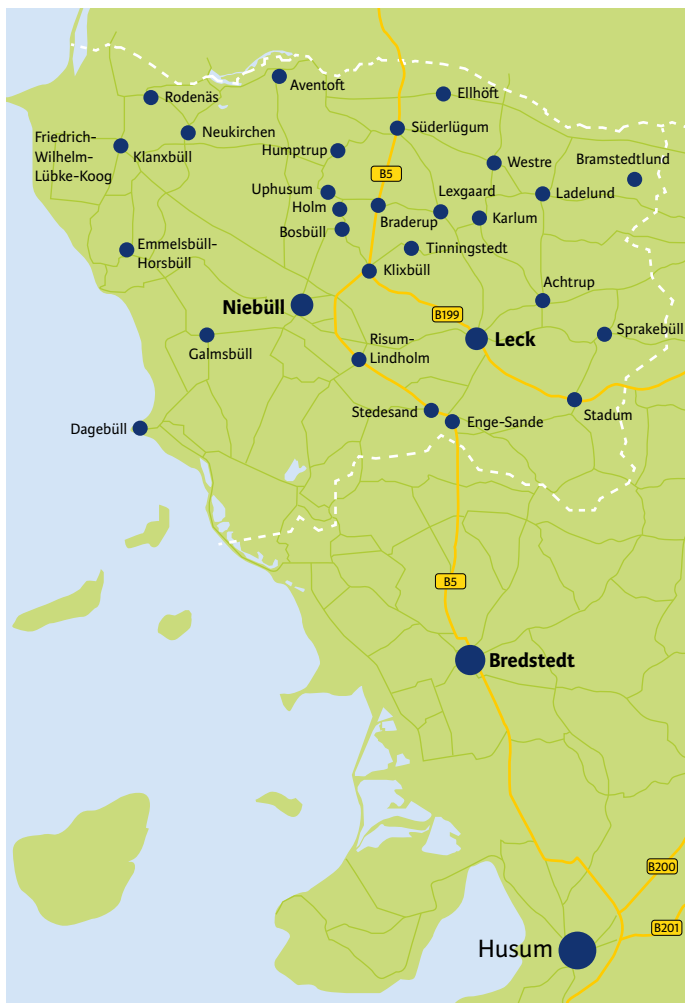 Aventoft
Ellhöft
Rodenäs
Süderlügum
Neukirchen
Friedrich-
Wilhelm-
Lübke-Koog
Klanxbüll
Humptrup
Westre
Bramstedtlund
B5
Uphusum
Holm
Bosbüll
Braderup
Lexgaard
Karlum
Ladelund
Emmelsbüll-
Horsbüll
Tinningstedt
Klixbüll
Achtrup
Niebüll
B199
Leck
Sprakebüll
Galmsbüll
Risum-
Lindholm
Stedesand
Enge-Sande
Stadum
Dagebüll
B5
Bredstedt
B200
B201
Husum